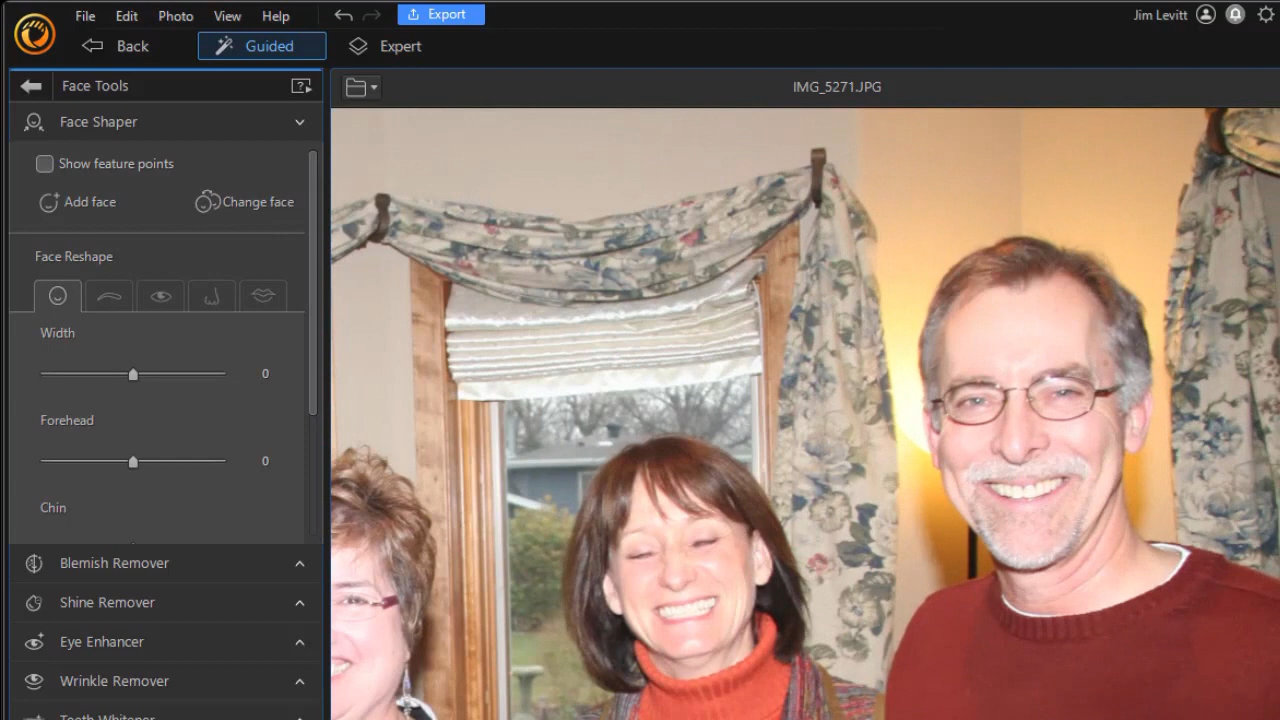 File Edit Photo View Help Export Jim Levitt
Back Guided Expert
Face Tools
IMG_5271.JPG
Face Shaper
Show feature points
Add face Change face
Face Reshape
Width
0
Forehead
0
Chin
Blemish Remover
Shine Remover
Eye Enhancer
Wrinkle Remover
Teeth Whitener